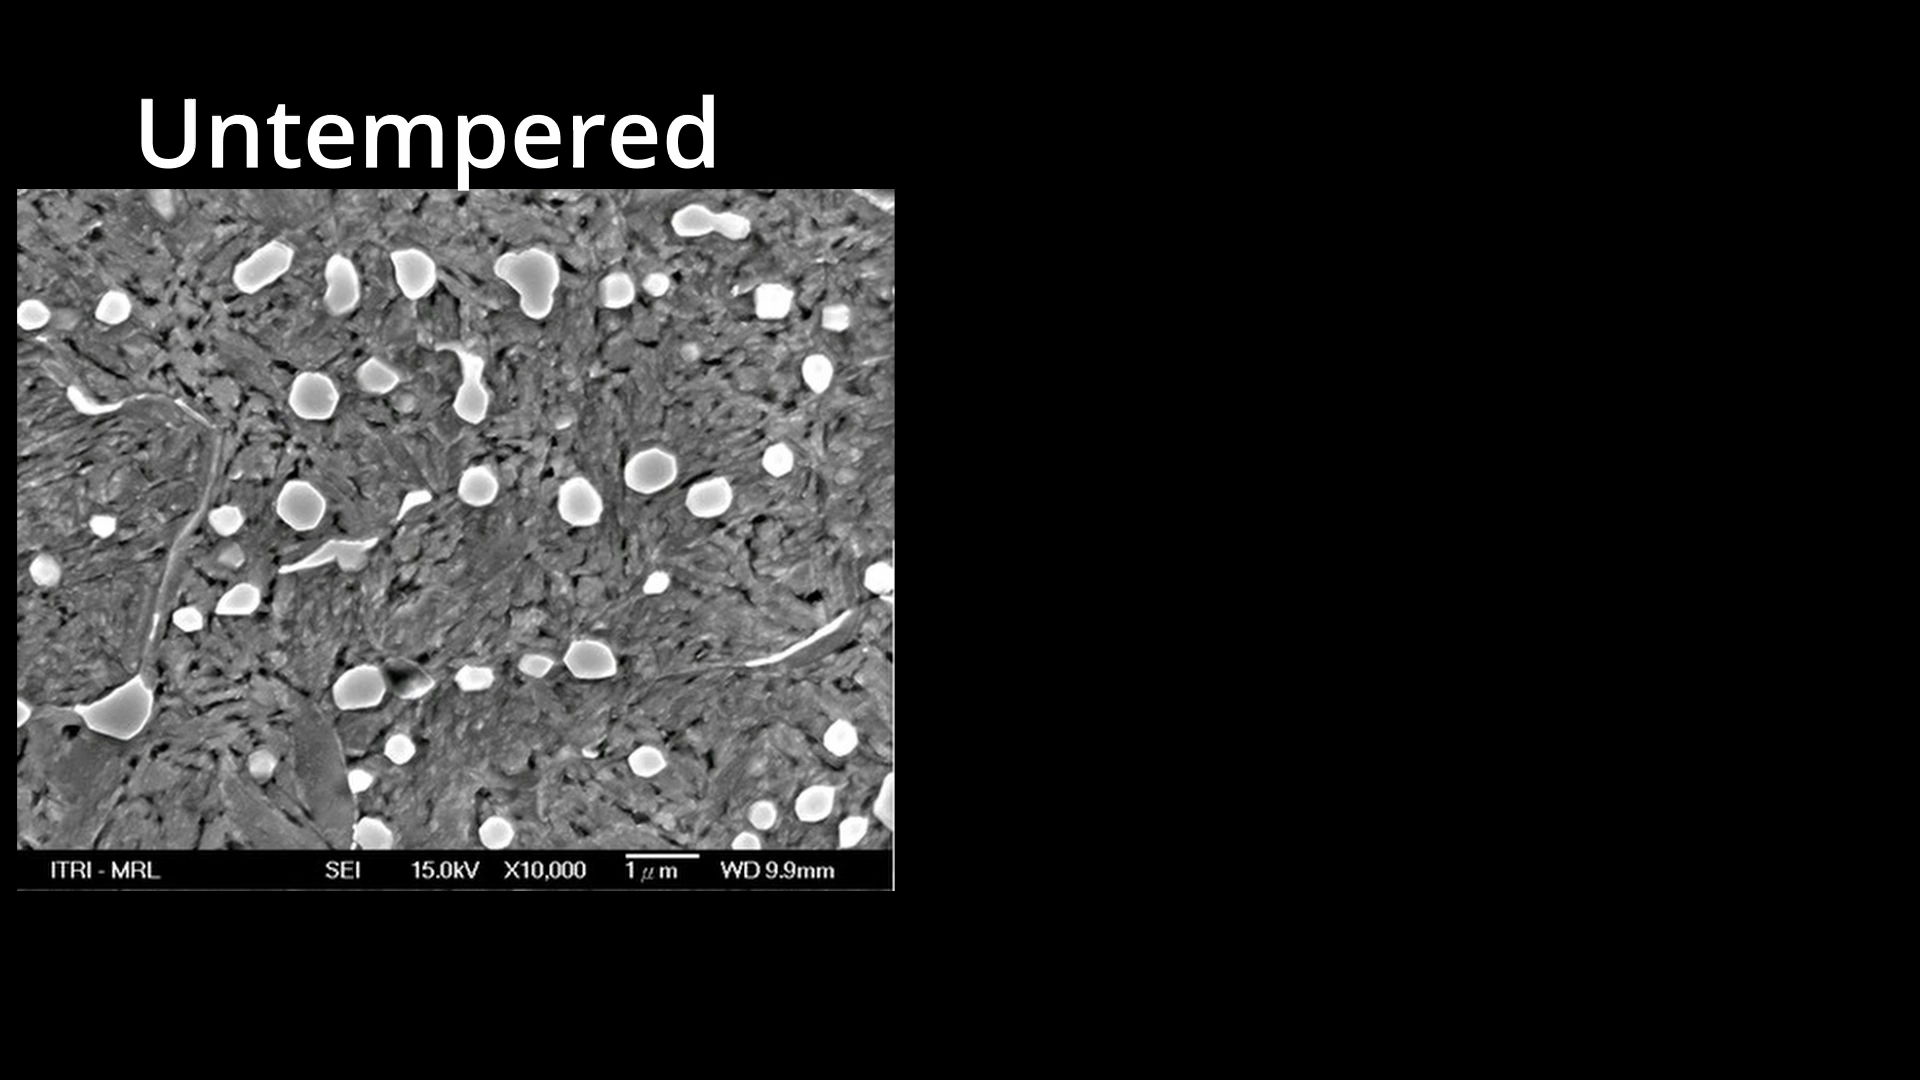 Untempered
ITRI - MRL SEI 15.0kV X10,000 1 μm WD 9.9mm